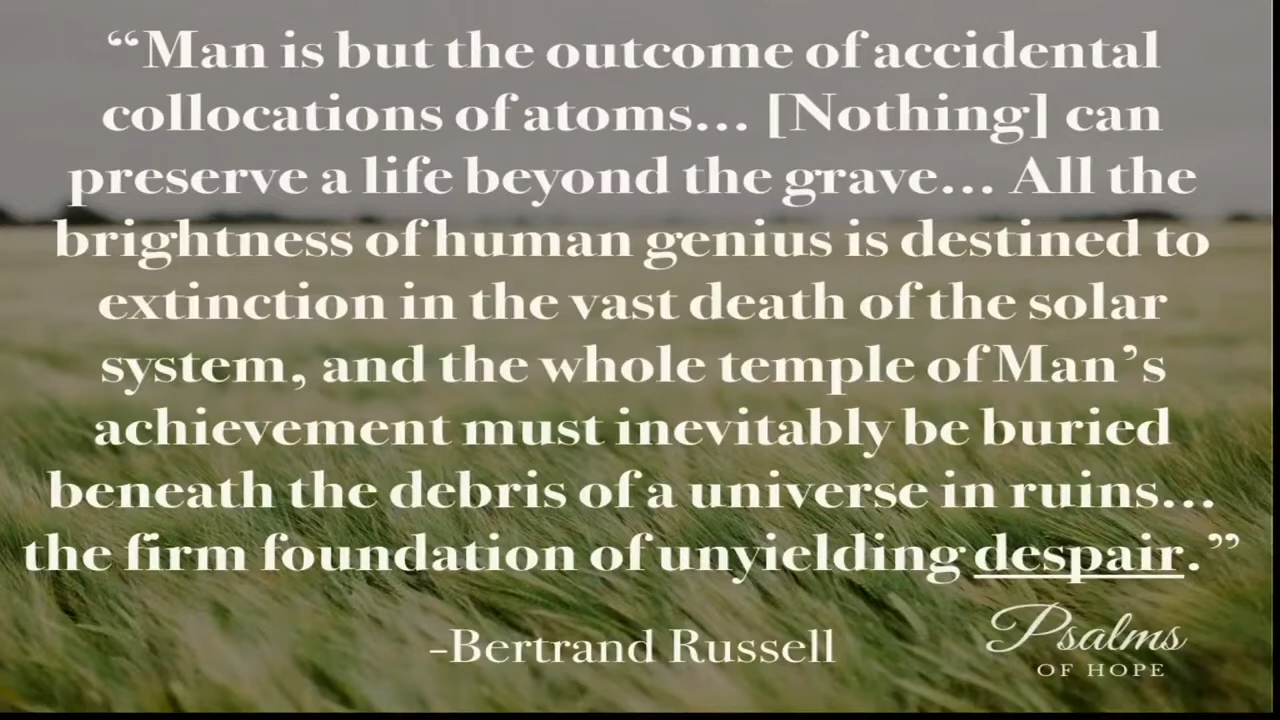 “Man is but the outcome of accidental
collocations of atoms... [Nothing] can
preserve a life beyond the grave... All the
brightness of human genius is destined to
extinction in the vast death of the solar
system, and the whole temple of Man’s
achievement must inevitably be buried
beneath the debris of a universe in ruins...
the firm foundation of unyielding despair.”
-Bertrand Russell
Psalms
OF HOPE